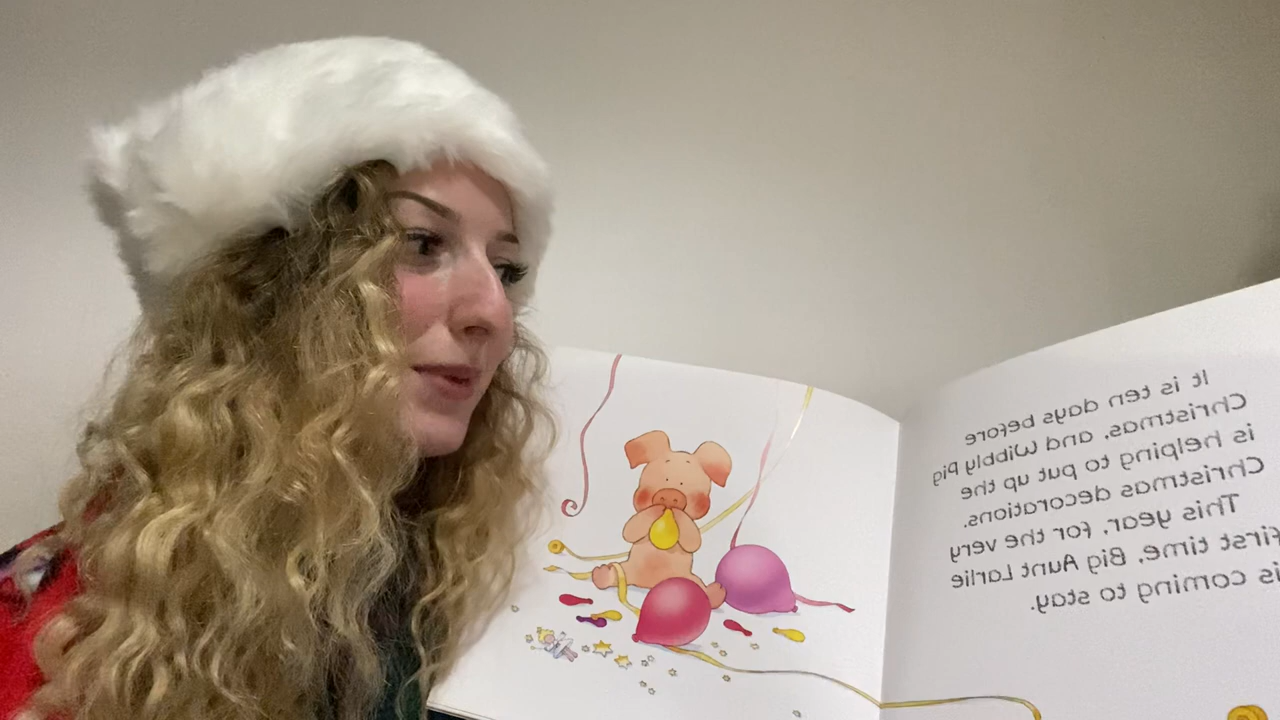 It is ten days before
Christmas, and, Wibbly Pig
is helping to put up the
Christmas decorations.
This year, for the very
first time, Big Aunt Larlie
is coming to stay.